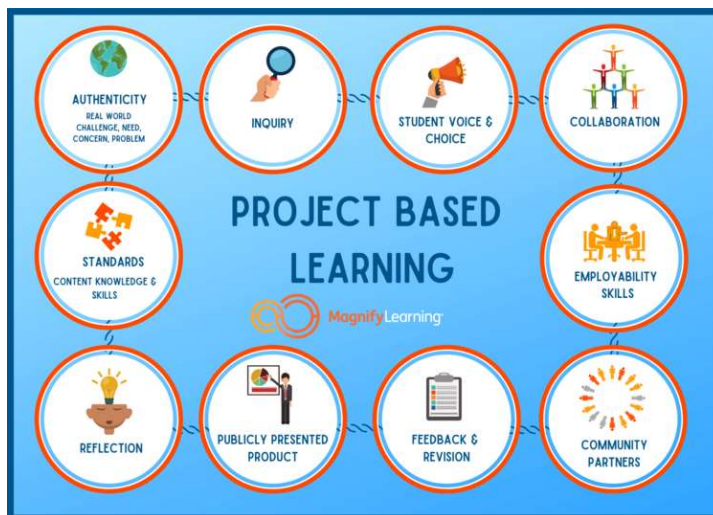 AUTHENTICITY
REAL WORLD
CHALLENGE, NEED,
CONCERN, PROBLEM
INQUIRY
STUDENT VOICE &
CHOICE
COLLABORATION
STANDARDS
CONTENT KNOWLEDGE &
SKILLS
PROJECT BASED
LEARNING
MagnifyLearning
EMPLOYABILITY
SKILLS
REFLECTION
PUBLICLY PRESENTED
PRODUCT
FEEDBACK &
REVISION
COMMUNITY
PARTNERS